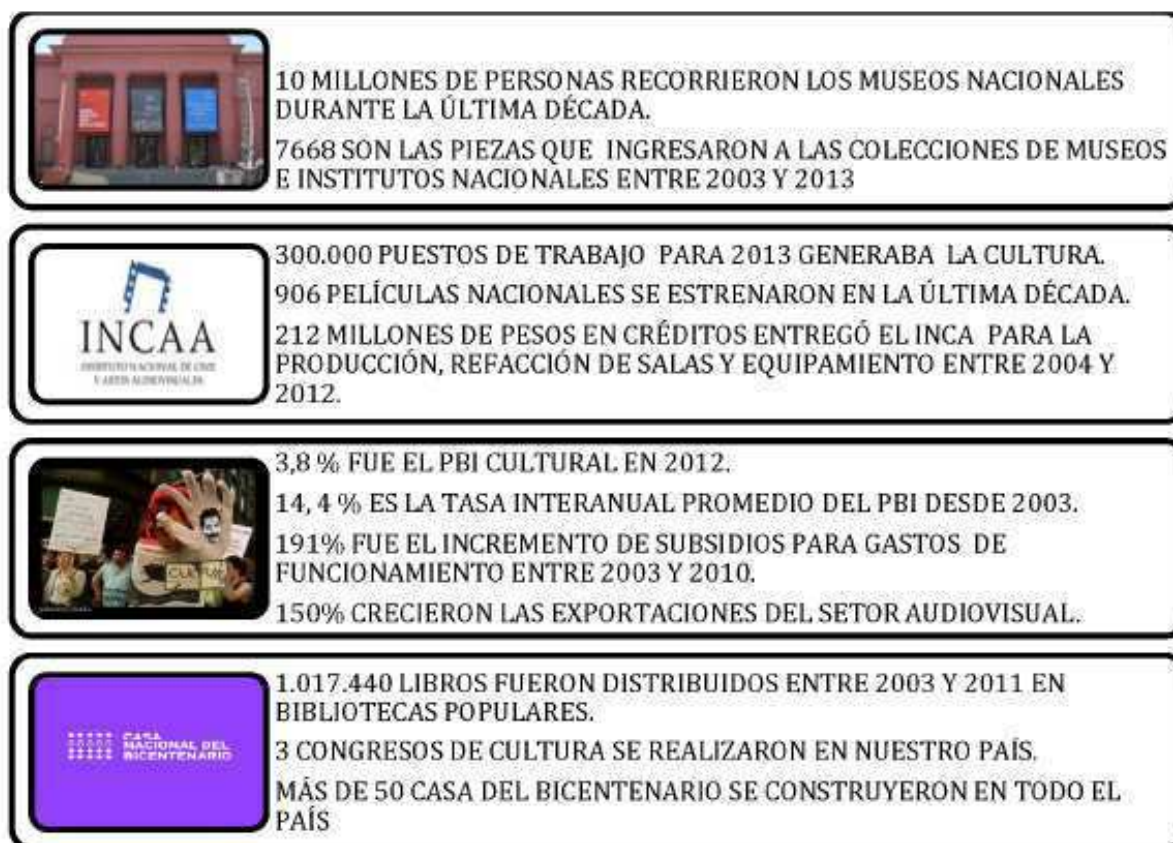 10 MILLONES DE PERSONAS RECORRIERON LOS MUSEOS NACIONALES
DURANTE LA ÚLTIMA DÉCADA.
7668 SON LAS PIEZAS QUE INGRESARON A LAS COLECCIONES DE MUSEOS
E INSTITUTOS NACIONALES ENTRE 2003 Y 2013
INCAA
INSTITUTO NACIONAL DE CINE
Y ARTES AUDIOVISUALES
300.000 PUESTOS DE TRABAJO PARA 2013 GENERABA LA CULTURA.
906 PELÍCULAS NACIONALES SE ESTRENARON EN LA ÚLTIMA DÉCADA.
212 MILLONES DE PESOS EN CRÉDITOS ENTREGÓ EL INCA PARA LA
PRODUCCIÓN, REFACCIÓN DE SALAS Y EQUIPAMIENTO ENTRE 2004 Y
2012.
3,8 % FUE EL PBI CULTURAL EN 2012.
14, 4 % ES LA TASA INTERANUAL PROMEDIO DEL PBI DESDE 2003.
191% FUE EL INCREMENTO DE SUBSIDIOS PARA GASTOS DE
FUNCIONAMIENTO ENTRE 2003 Y 2010.
150% CRECIERON LAS EXPORTACIONES DEL SETOR AUDIOVISUAL.
CASA
NACIONAL DEL
BICENTENARIO
1.017.440 LIBROS FUERON DISTRIBUIDOS ENTRE 2003 Y 2011 EN
BIBLIOTECAS POPULARES.
3 CONGRESOS DE CULTURA SE REALIZARON EN NUESTRO PAÍS.
MÁS DE 50 CASA DEL BICENTENARIO SE CONSTRUYERON EN TODO EL
PAÍS